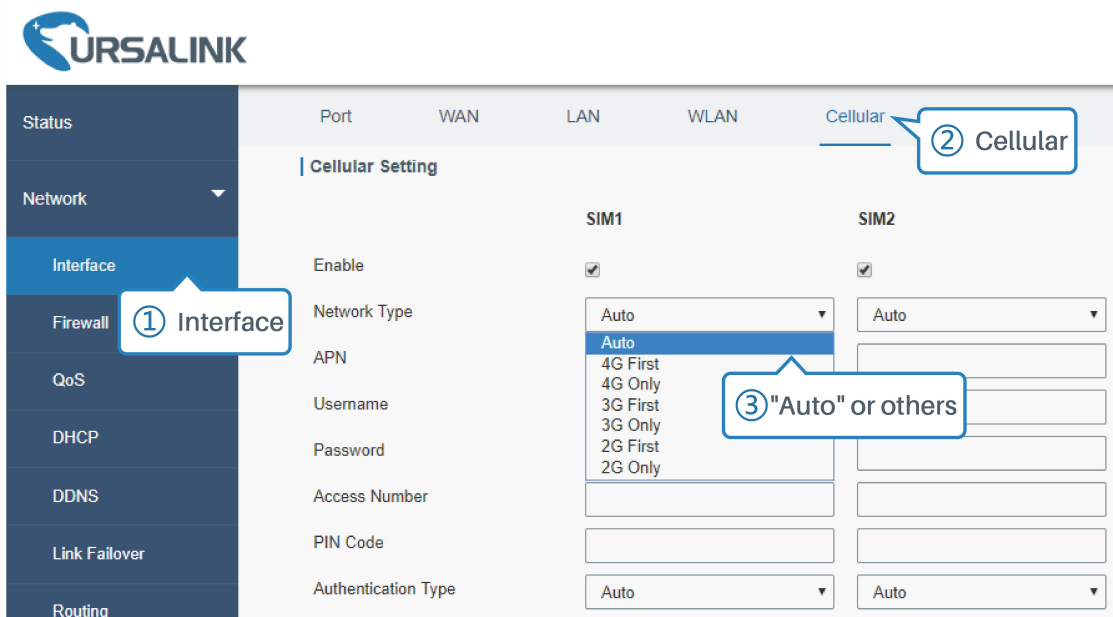 URSALINK
Status
Port WAN LAN WLAN Cellular
② Cellular
Cellular Setting
Network
SIM1 SIM2
Interface
① Interface
Enable
Firewall
Network Type Auto Auto
Auto
4G First
4G Only
3G First
3G Only
2G First
2G Only
③"Auto" or others
APN
QoS
Username
DHCP
Password
DDNS
Access Number
Link Failover
PIN Code
Authentication Type Auto Auto
Routing